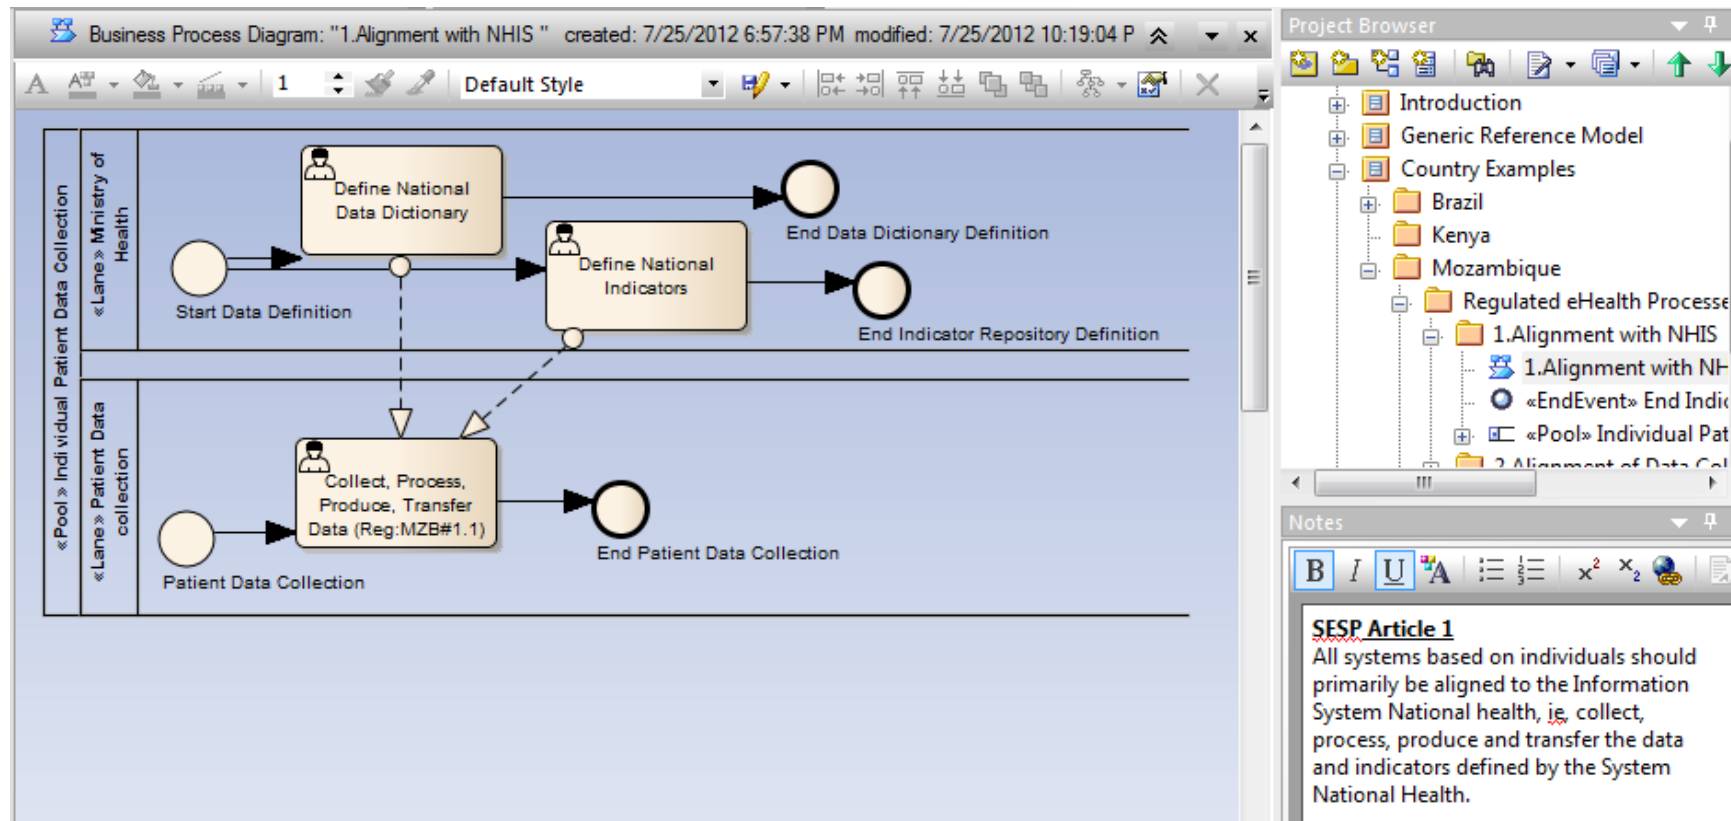 Business Process Diagram: "1.Alignment with NHIS "   created: 7/25/2012 6:57:38 PM  modified: 7/25/2012 10:19:04 P
1
Default Style
«Pool» Individual Patient Data Collection
«Lane» Ministry of
Health
Define National
Data Dictionary
End Data Dictionary Definition
Start Data Definition
Define National
Indicators
End Indicator Repository Definition
«Lane» Patient Data
collection
Collect, Process,
Produce, Transfer
Data (Reg:MZB#1.1)
End Patient Data Collection
Patient Data Collection
Project Browser
Introduction
Generic Reference Model
Country Examples
Brazil
Kenya
Mozambique
Regulated eHealth Processe
1.Alignment with NHIS
1.Alignment with NH
«EndEvent» End Indic
«Pool» Individual Pat
2.Alignment of Data Col
Notes
B I U A x² x₂
SESP Article 1
All systems based on individuals should
primarily be aligned to the Information
System National health, ie, collect,
process, produce and transfer the data
and indicators defined by the System
National Health.